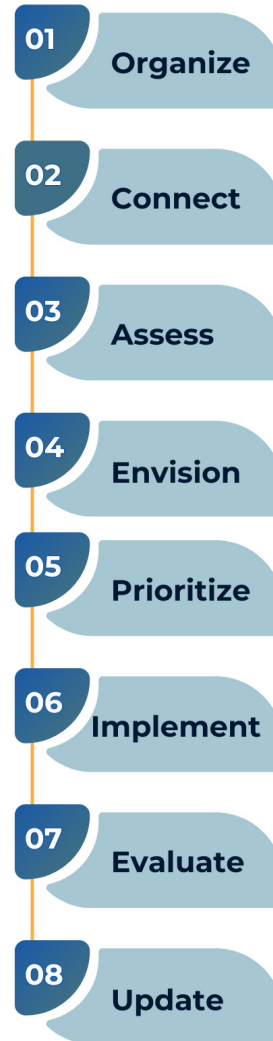 01
Organize
02
Connect
03
Assess
04
Envision
05
Prioritize
06
Implement
07
Evaluate
08
Update